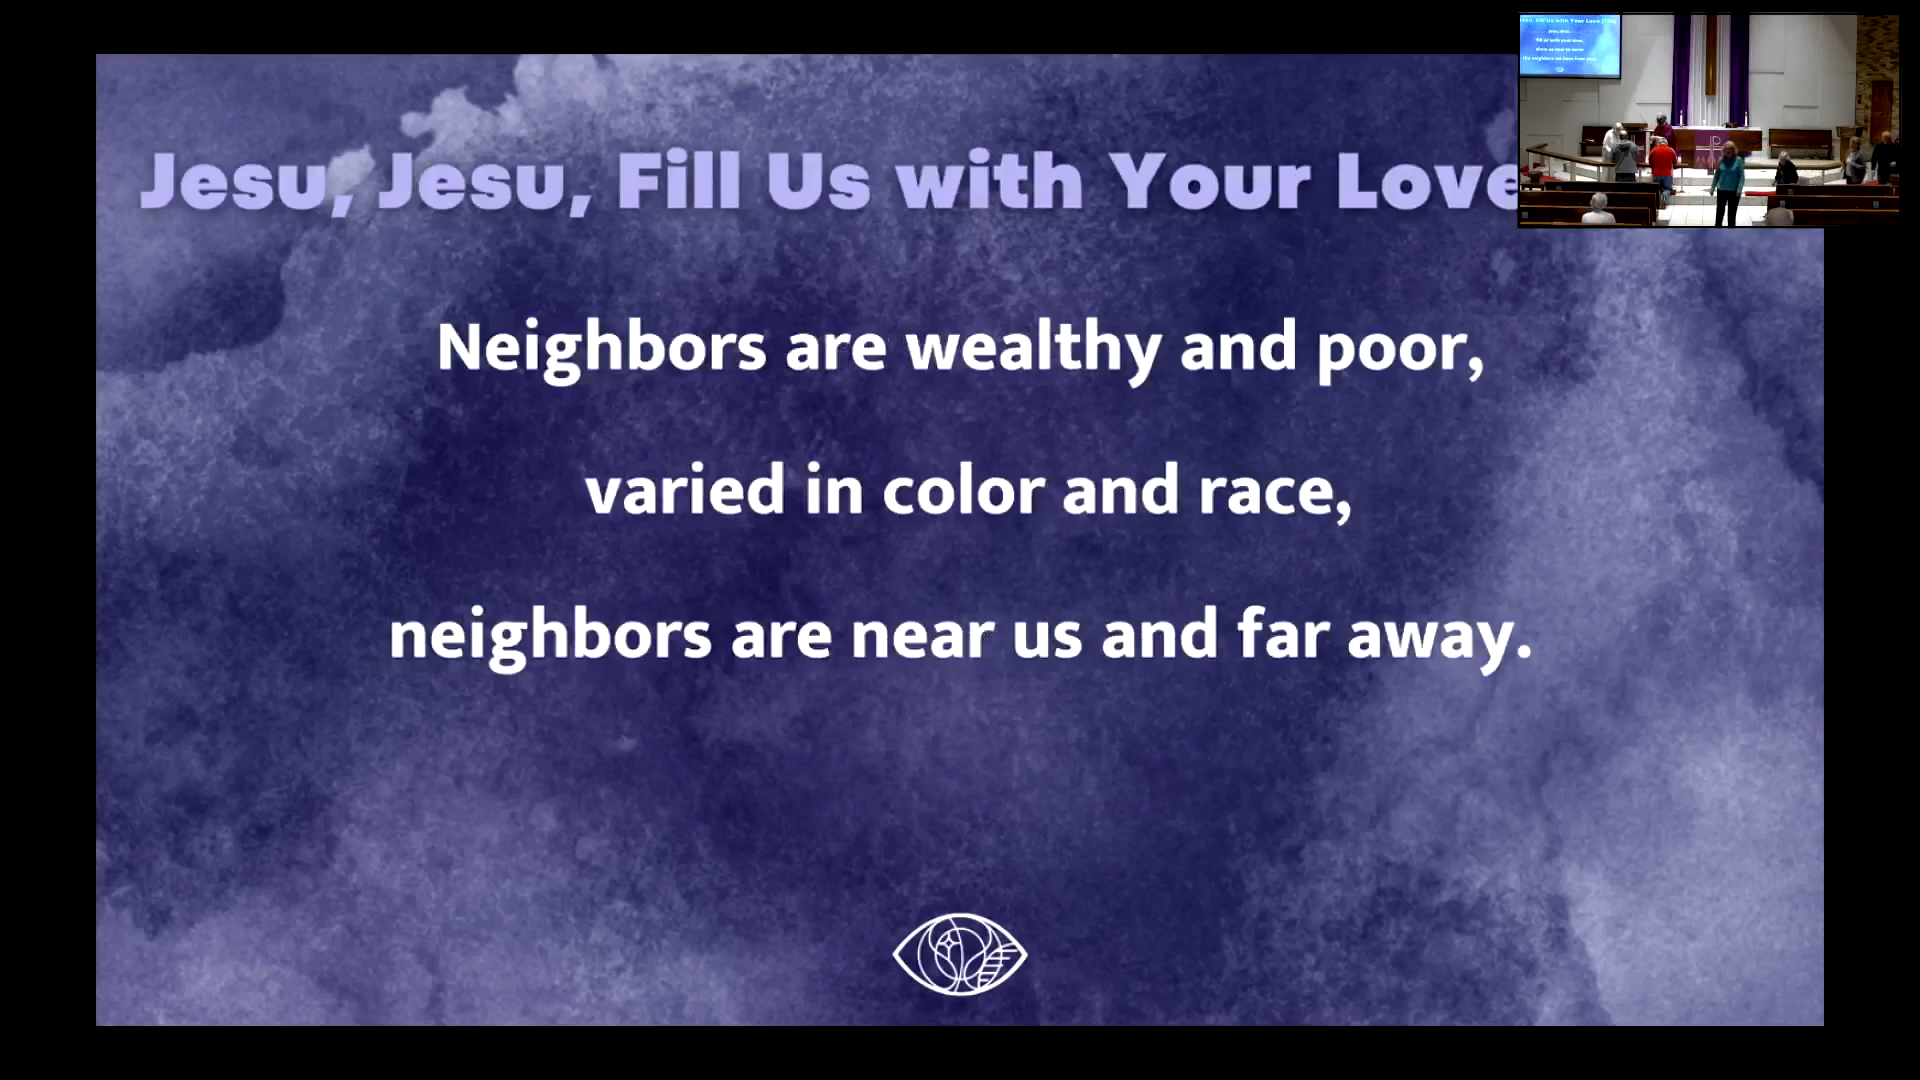 Jesu, Jesu, Fill Us with Your Love
Neighbors are wealthy and poor,
varied in color and race,
neighbors are near us and far away.